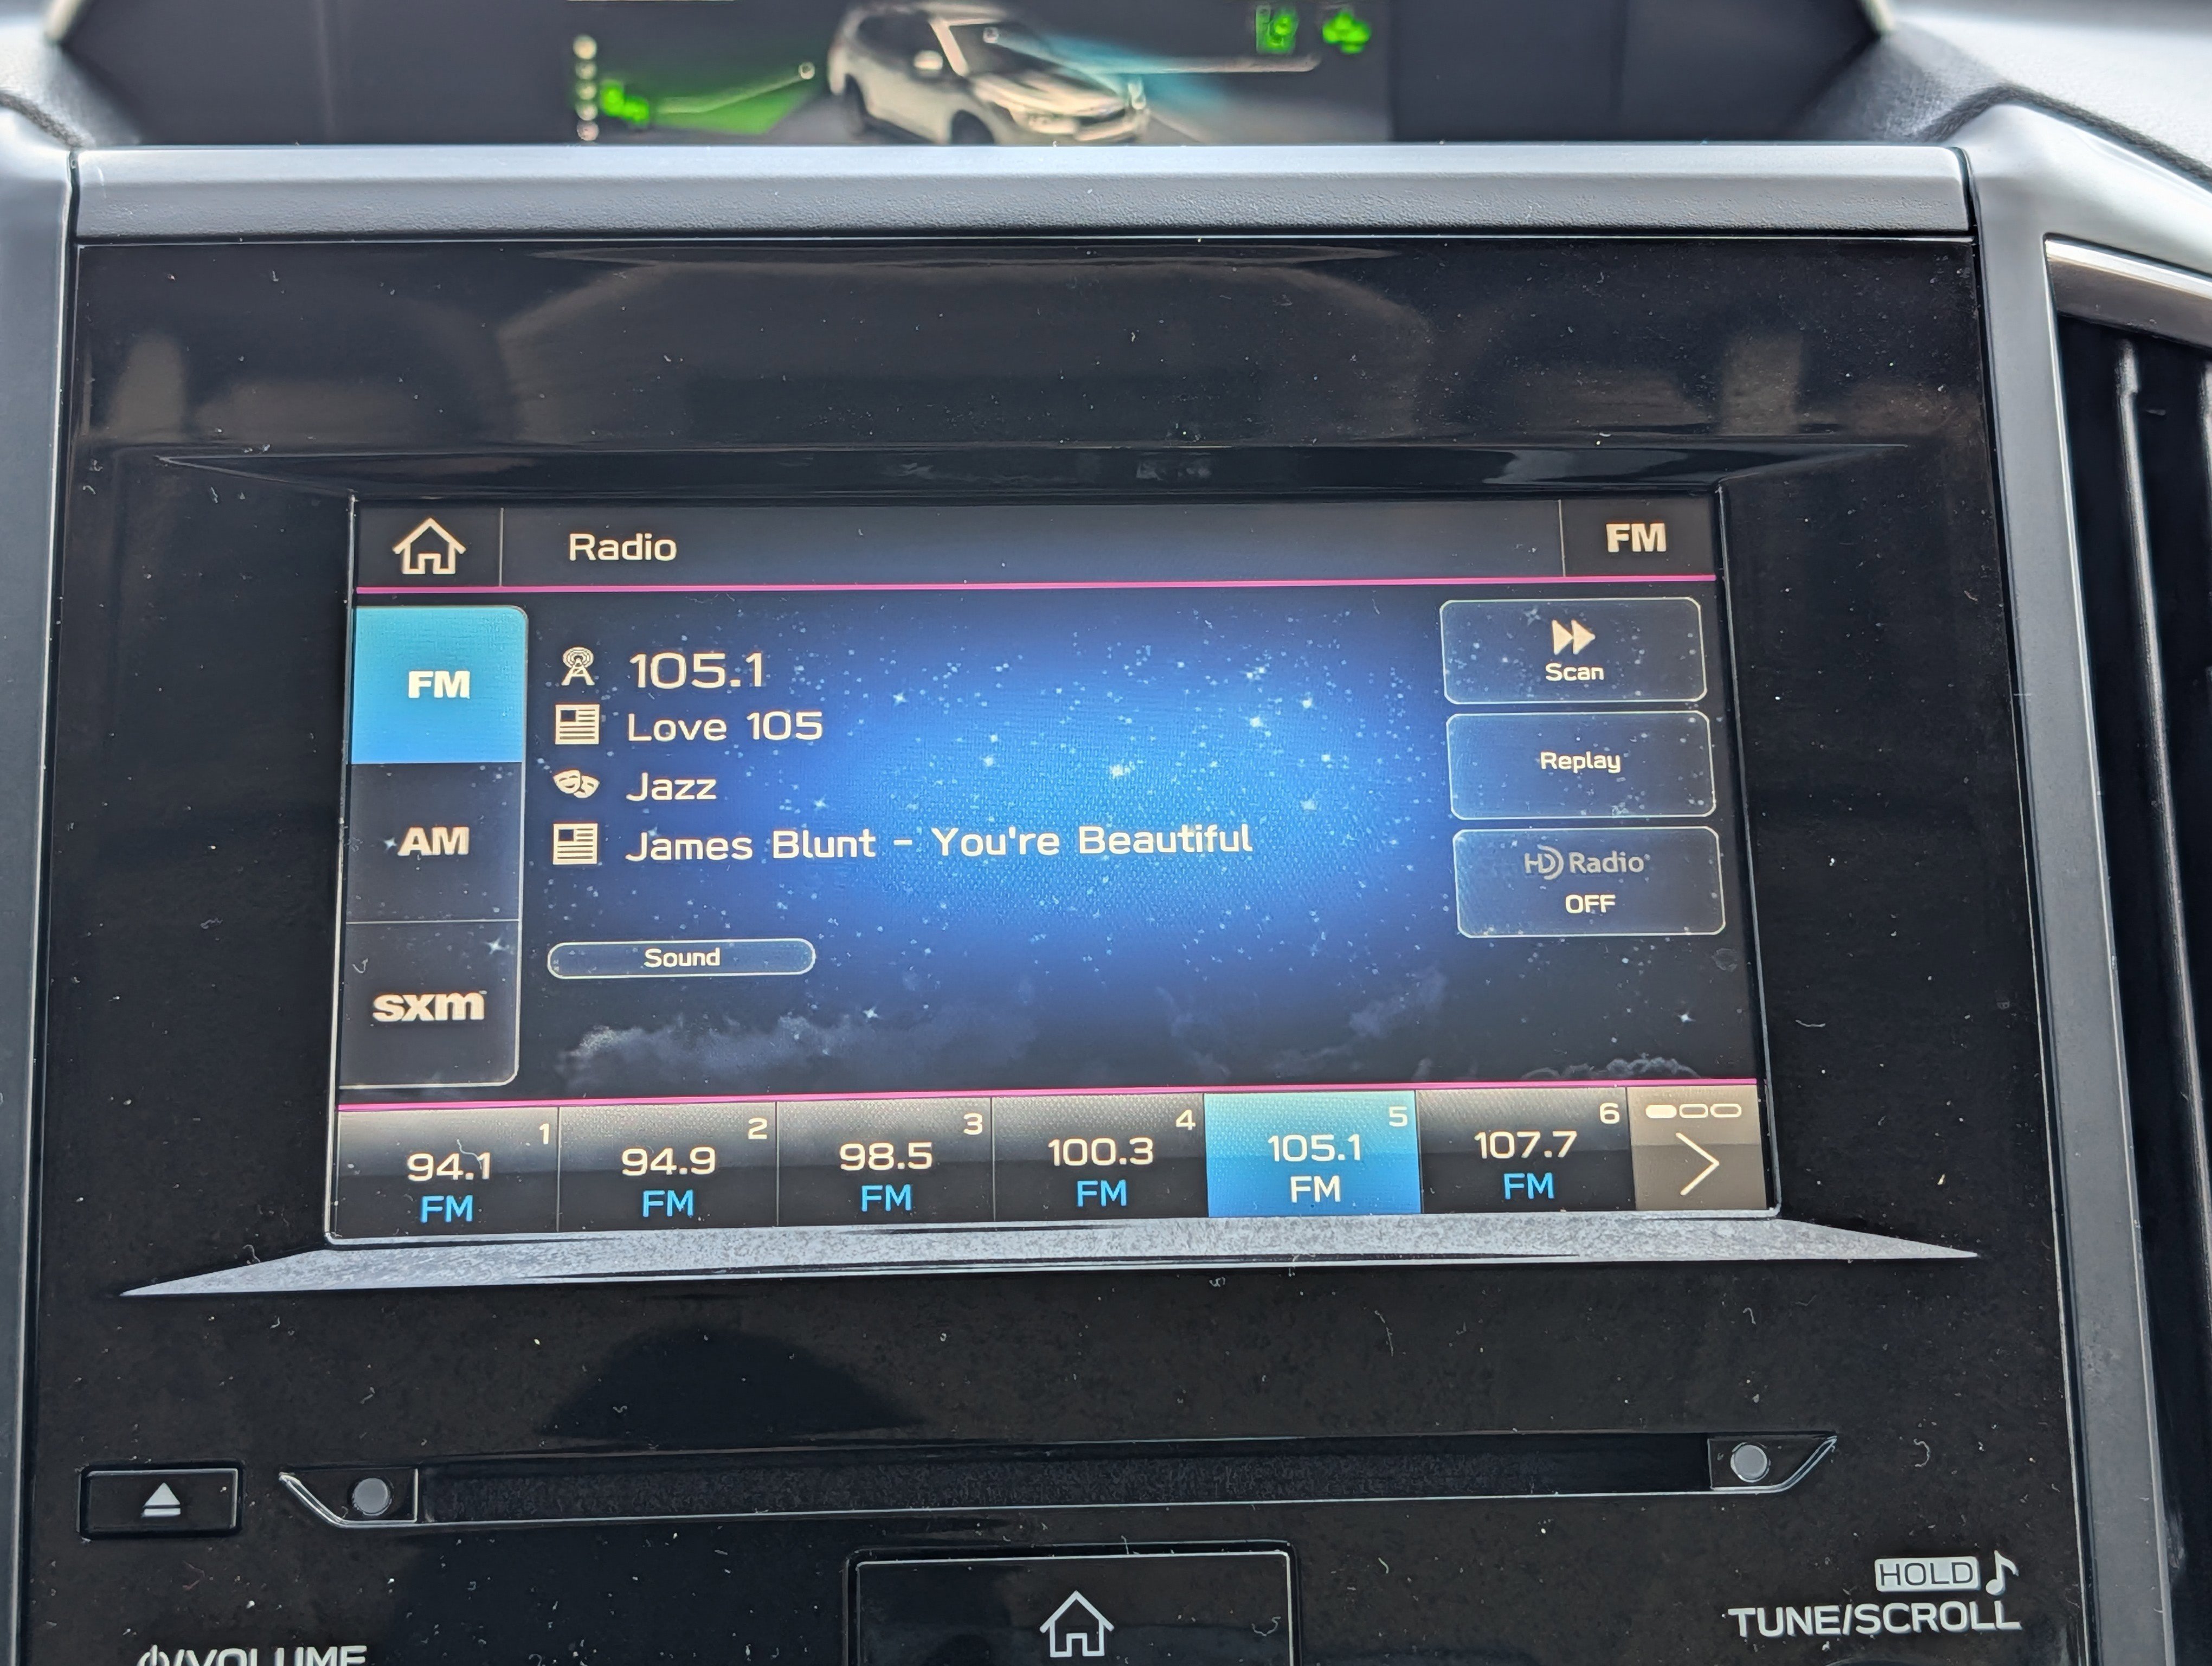 Radio
FM
FM
AM
sxm
105.1
Love 105
Jazz
James Blunt - You're Beautiful
Sound
Scan
Replay
HD Radio
OFF
1
94.1
FM
2
94.9
FM
3
98.5
FM
4
100.3
FM
5
105.1
FM
6
107.7
FM
HOLD
TUNE/SCROLL
/VOLUME